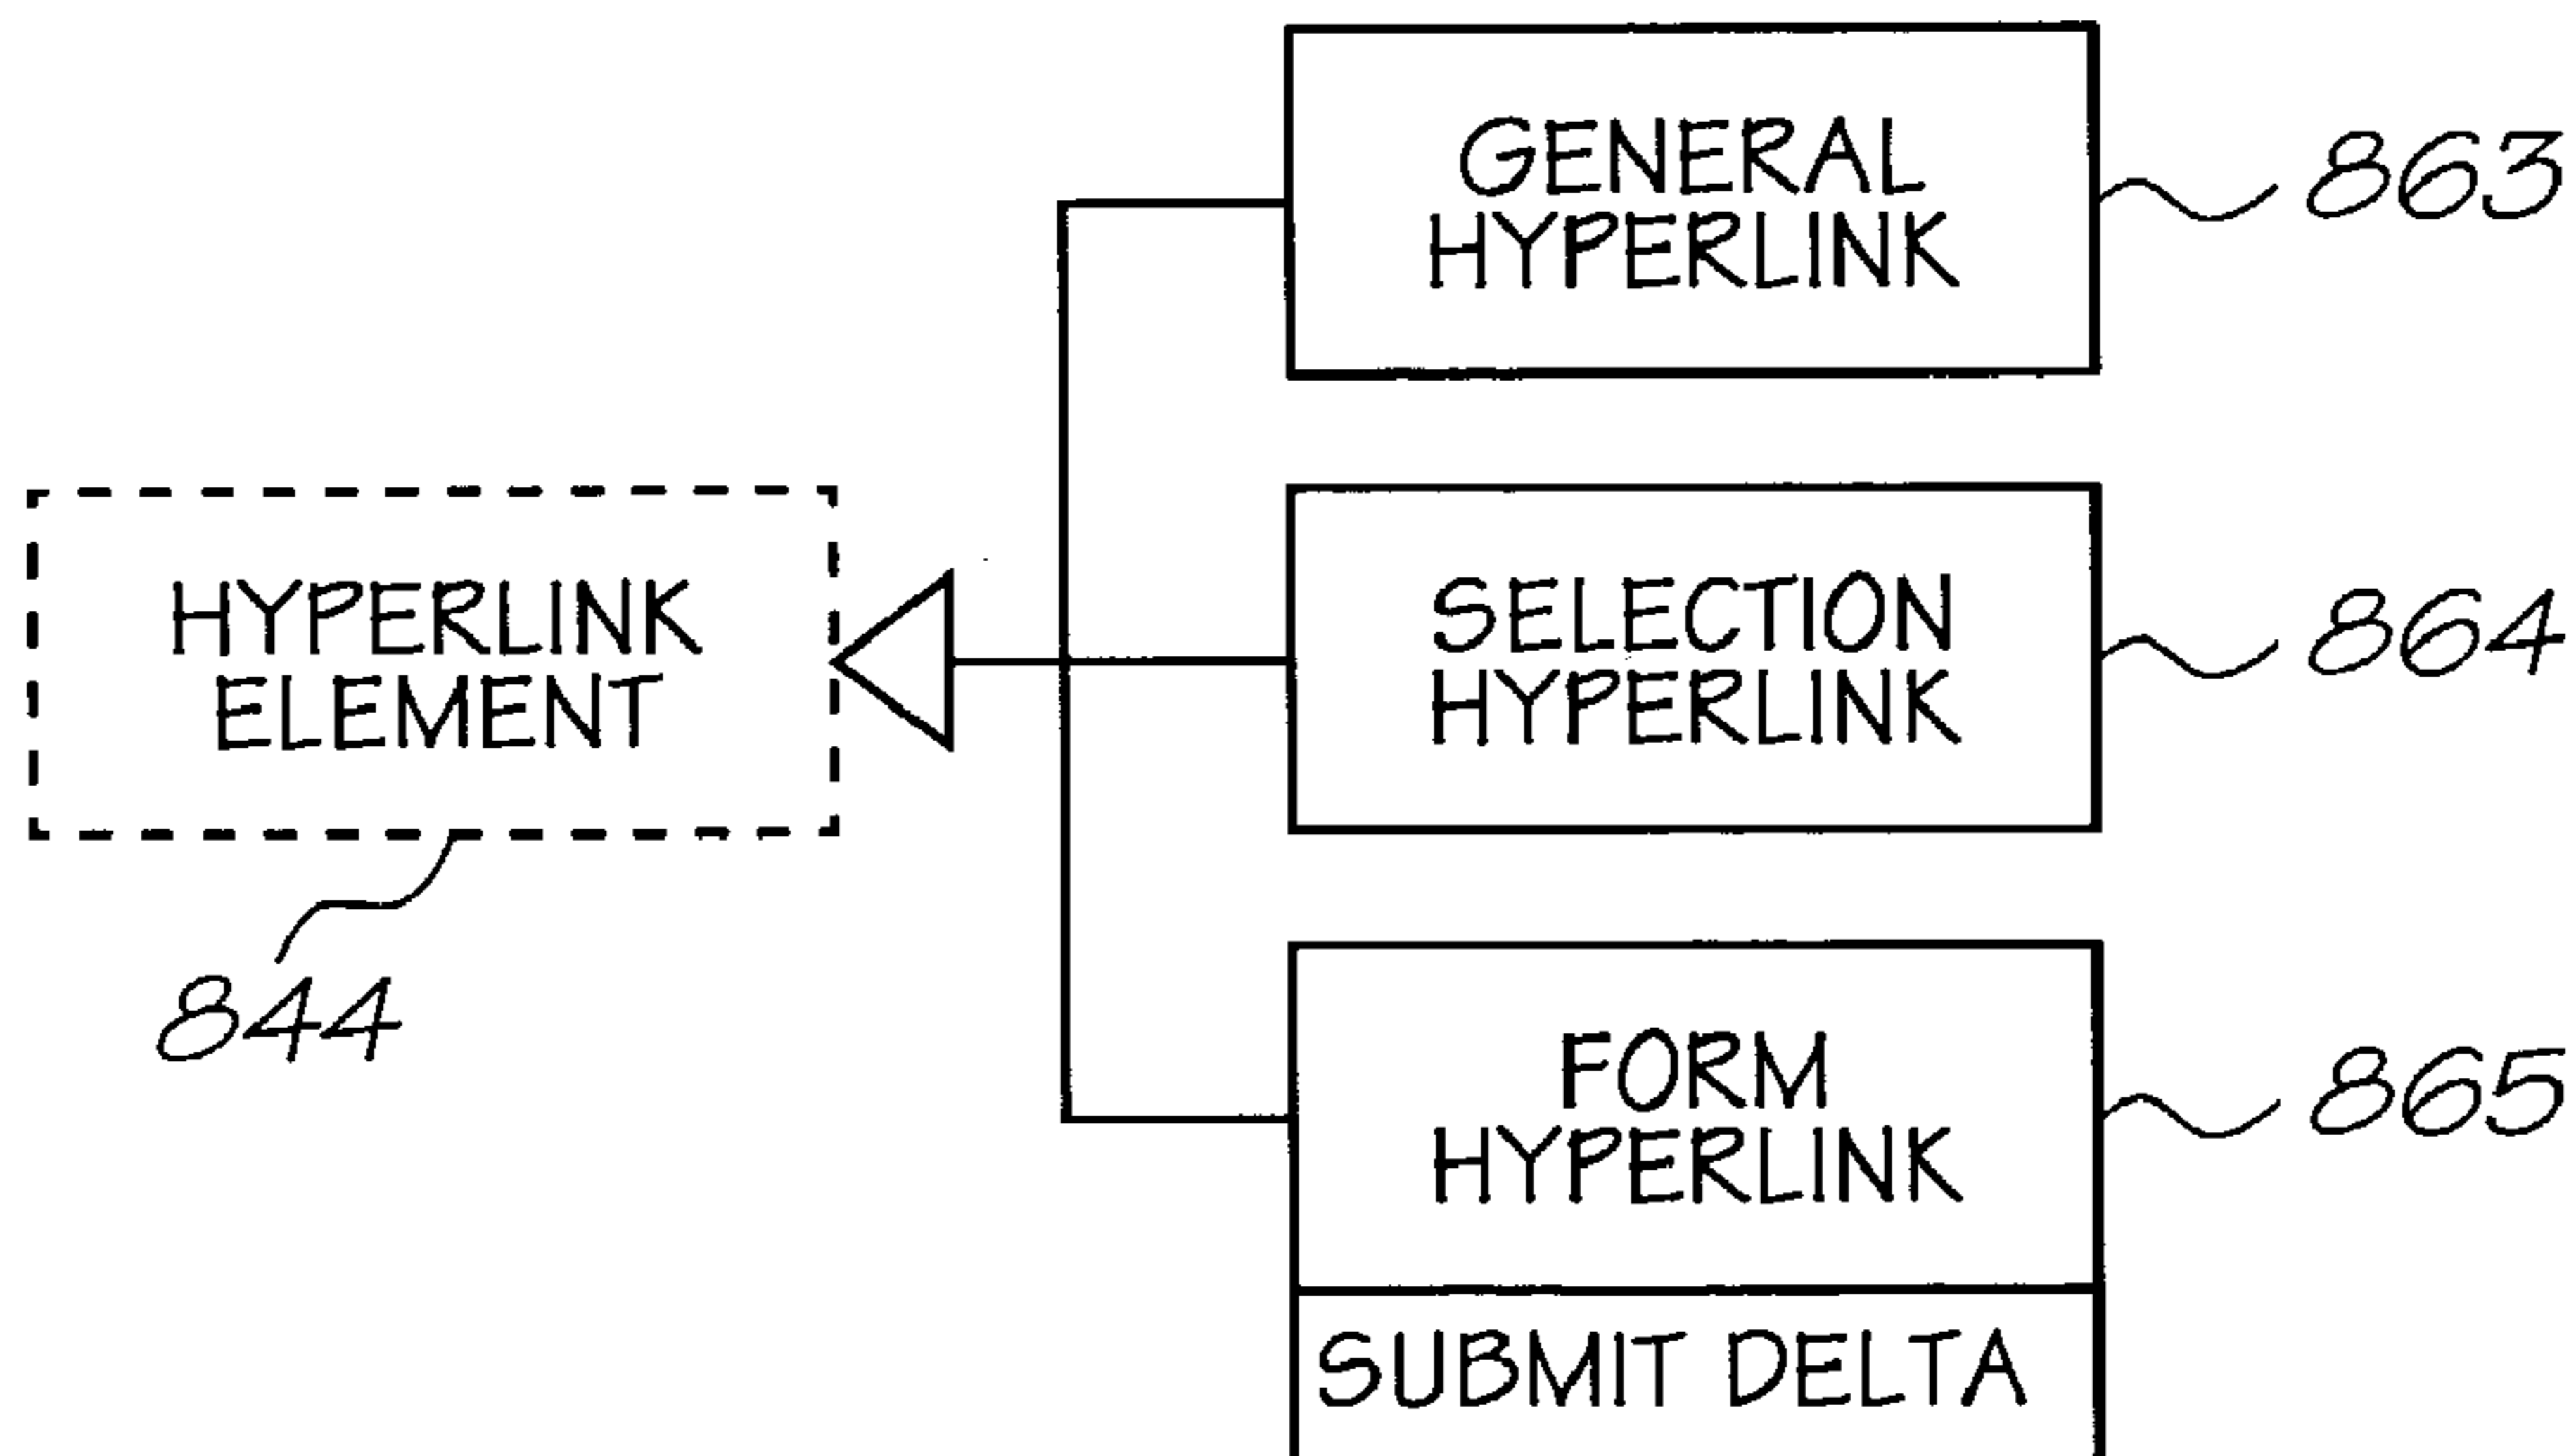 GENERAL
HYPERLINK
863
HYPERLINK
ELEMENT
844
SELECTION
HYPERLINK
864
FORM
HYPERLINK
865
SUBMIT DELTA